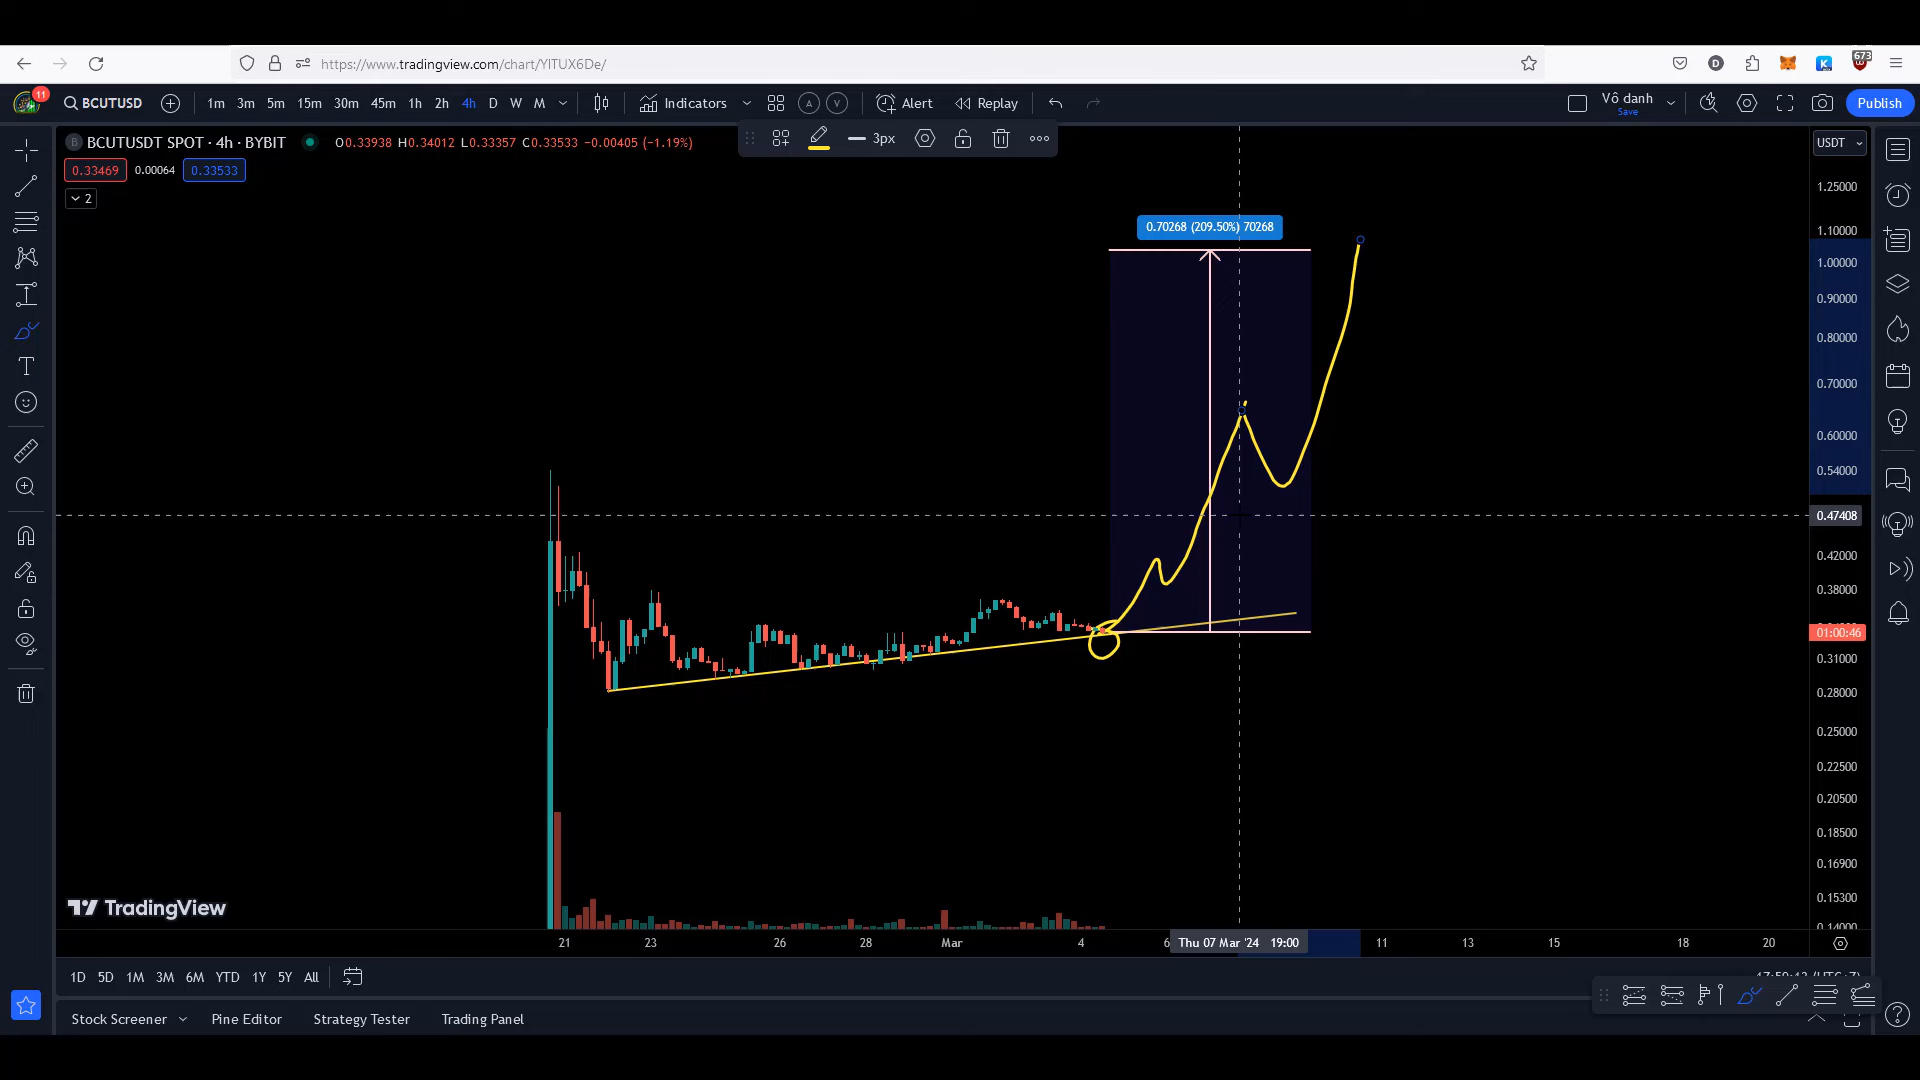 https://www.tradingview.com/chart/YITUX6De/
673
11
BCUTUSD
1m 3m 5m 15m 30m 45m 1h 2h 4h D W M
Indicators
A V
Alert
Replay
Vô danh
Save
Publish
B BCUTUSDT SPOT · 4h · BYBIT
O0.33938 H0.34012 L0.33357 C0.33533 −0.00405 (−1.19%)
3px
USDT
0.33469 0.00064 0.33533
2
0.70268 (209.50%) 70268
1.25000
1.10000
1.00000
0.90000
0.80000
0.70000
0.60000
0.54000
0.47408
0.42000
0.38000
01:00:46
0.31000
0.28000
0.25000
0.22500
0.20500
0.18500
0.16900
0.15300
0.14000
TradingView
21 23 26 28 Mar 4 6 Thu 07 Mar '24 19:00 11 13 15 18 20
1D 5D 1M 3M 6M YTD 1Y 5Y All
Stock Screener Pine Editor Strategy Tester Trading Panel